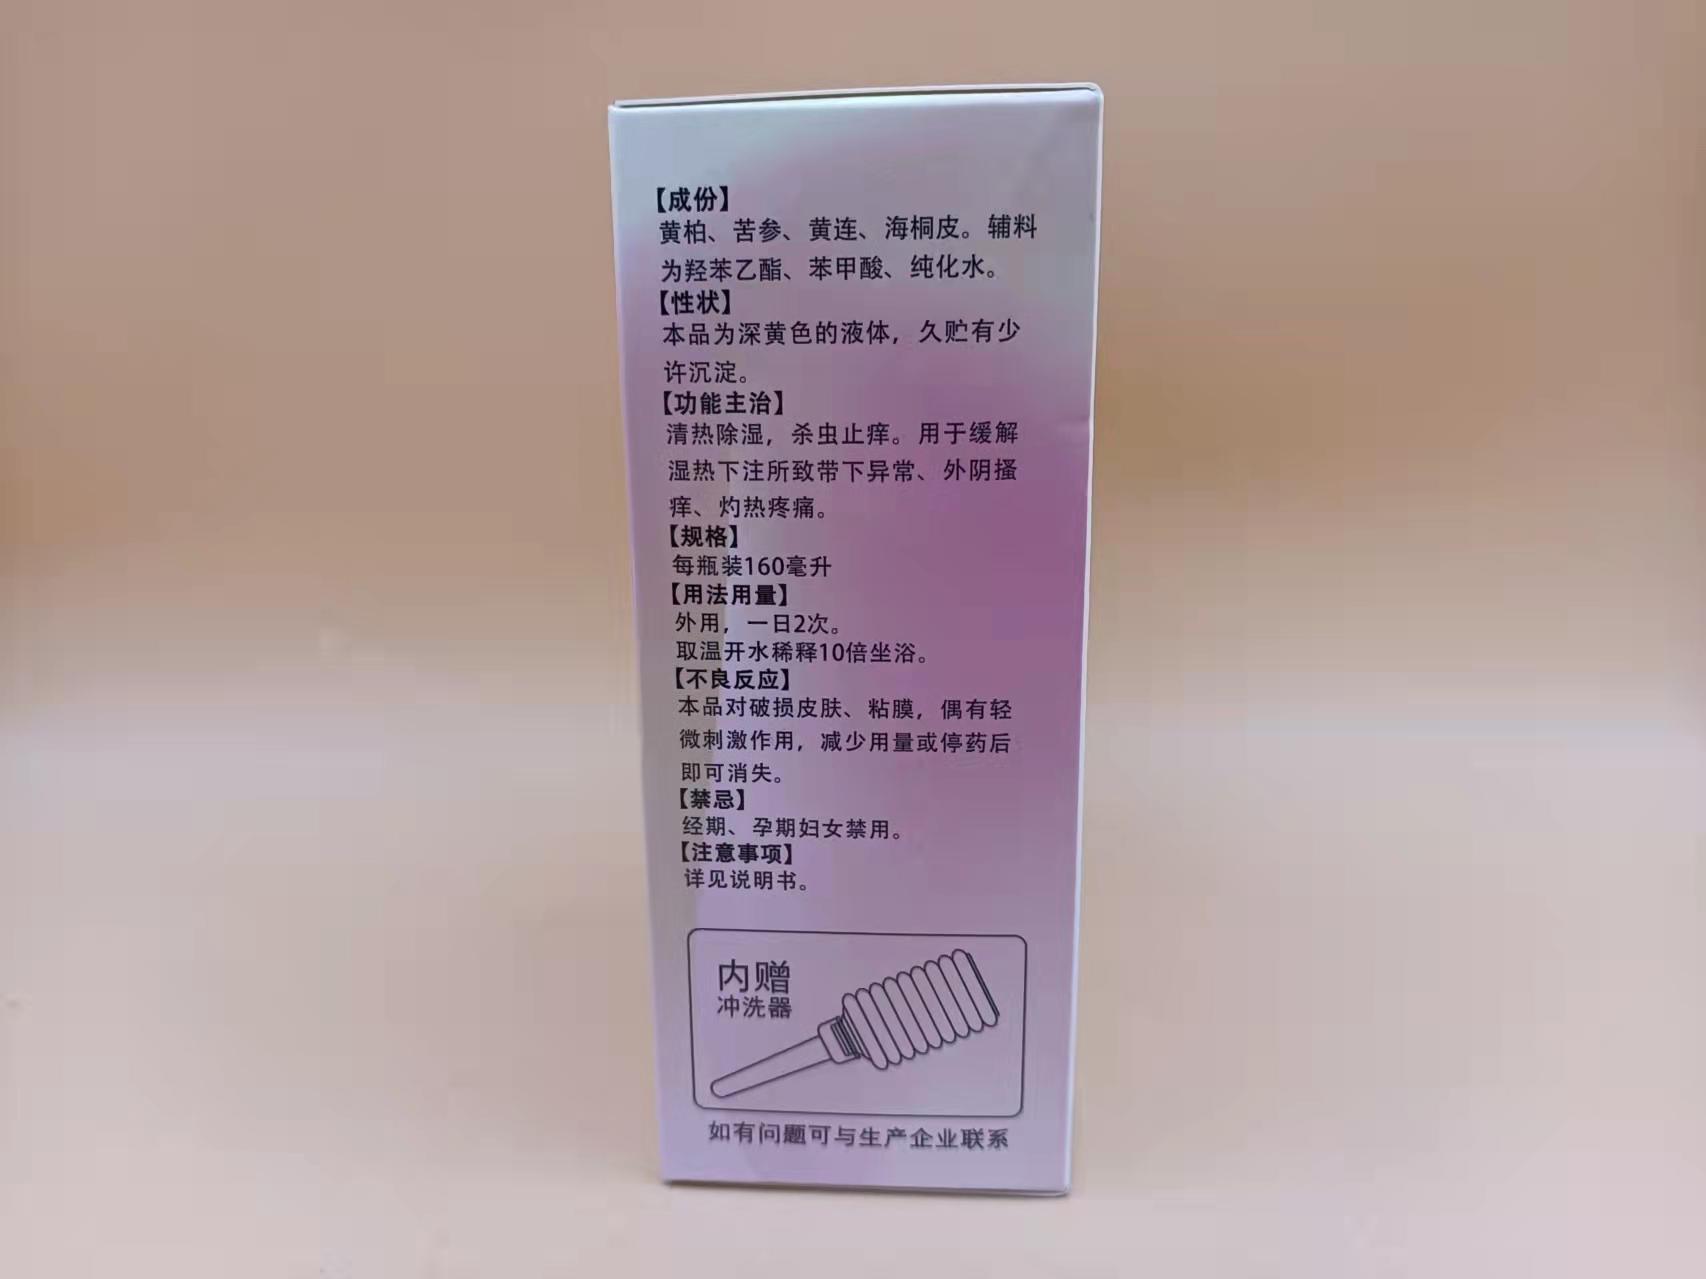 【成份】
黄柏、苦参、黄连、海桐皮。辅料
为羟苯乙酯、苯甲酸、纯化水。
【性状】
本品为深黄色的液体，久贮有少
许沉淀。
【功能主治】
清热除湿，杀虫止痒。用于缓解
湿热下注所致带下异常、外阴搔
痒、灼热疼痛。
【规格】
每瓶装160毫升
【用法用量】
外用，一日2次。
取温开水稀释10倍坐浴。
【不良反应】
本品对破损皮肤、粘膜，偶有轻
微刺激作用，减少用量或停药后
即可消失。
【禁忌】
经期、孕期妇女禁用。
【注意事项】
详见说明书。
内赠
冲洗器
如有问题可与生产企业联系